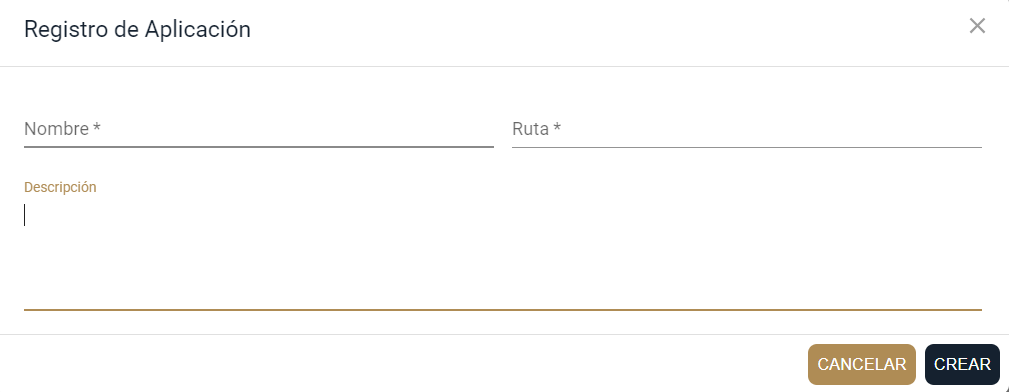 Registro de Aplicación
Nombre * Ruta *
Descripción
CANCELAR CREAR